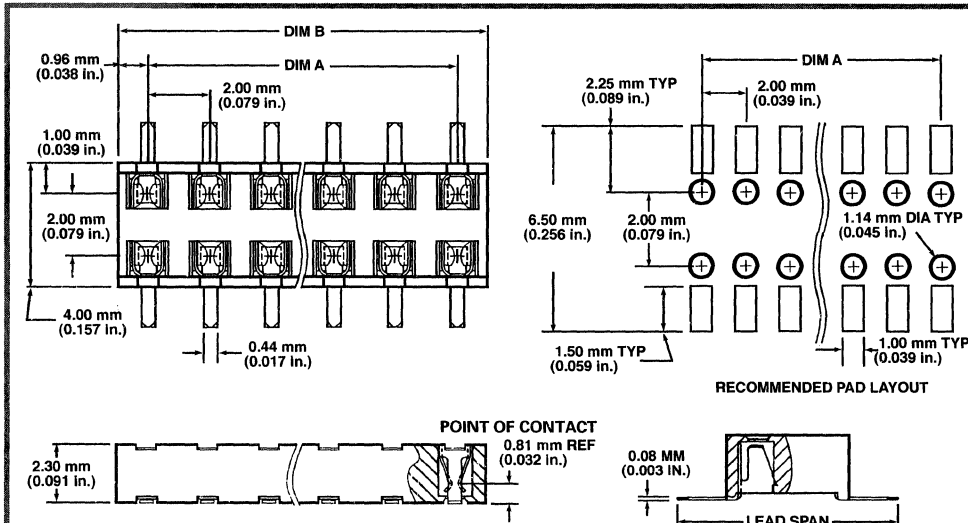 DIM B
0.96 mm
(0.038 in.)
DIM A
2.00 mm
(0.079 in.)
1.00 mm
(0.039 in.)
2.00 mm
(0.079 in.)
4.00 mm
(0.157 in.)
0.44 mm
(0.017 in.)
DIM A
2.25 mm TYP
(0.089 in.)
2.00 mm
(0.039 in.)
6.50 mm
(0.256 in.)
2.00 mm
(0.079 in.)
1.14 mm DIA TYP
(0.045 in.)
1.50 mm TYP
(0.059 in.)
1.00 mm TYP
(0.039 in.)
RECOMMENDED PAD LAYOUT
POINT OF CONTACT
0.81 mm REF
(0.032 in.)
2.30 mm
(0.091 in.)
0.08 MM
(0.003 IN.)
LEAD SPAN